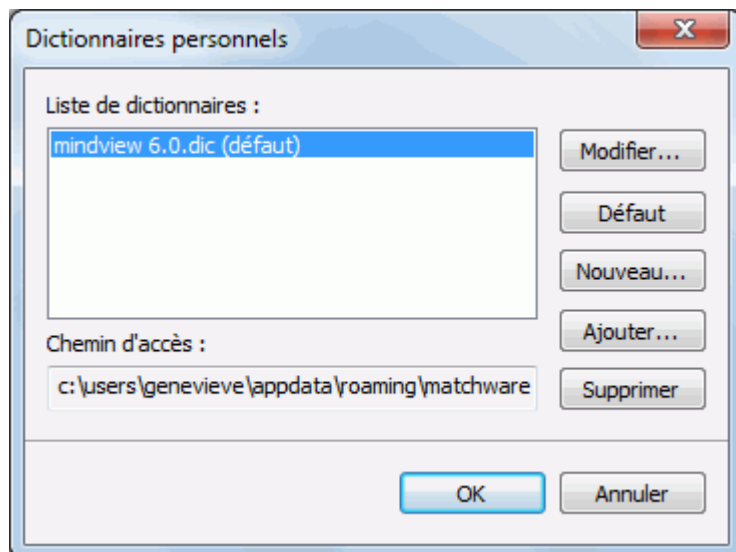 Dictionnaires personnels
Liste de dictionnaires :
mindview 6.0.dic (défaut)
Modifier...
Défaut
Nouveau...
Ajouter...
Chemin d'accès :
c:\users\genevieve\appdata\roaming\matchware
Supprimer
OK
Annuler